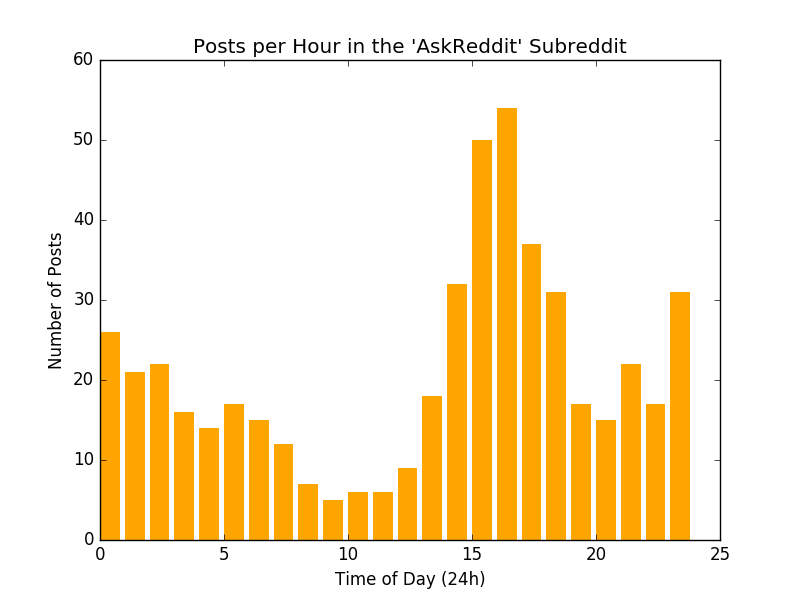 Posts per Hour in the 'AskReddit' Subreddit
60
50
40
30
20
10
0
Number of Posts
0 5 10 15 20 25
Time of Day (24h)